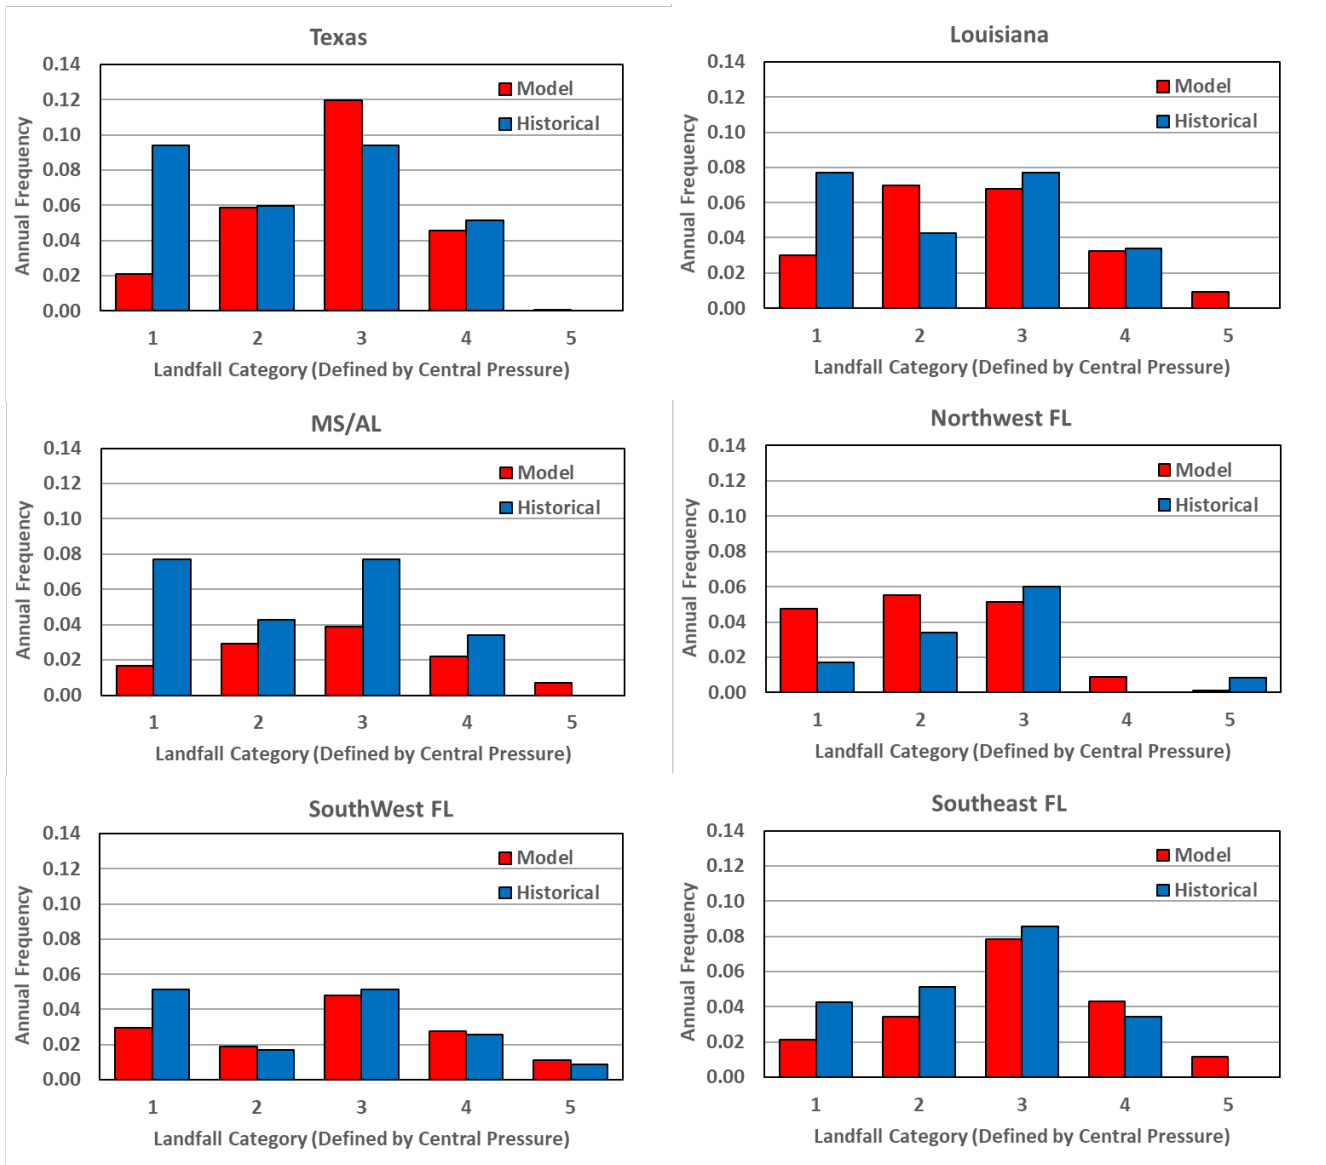 Texas
0.14
0.12
0.10
0.08
0.06
0.04
0.02
0.00
Annual Frequency
Model
Historical
1 2 3 4 5
Landfall Category (Defined by Central Pressure)
Louisiana
0.14
0.12
0.10
0.08
0.06
0.04
0.02
0.00
Annual Frequency
Model
Historical
1 2 3 4 5
Landfall Category (Defined by Central Pressure)
MS/AL
0.14
0.12
0.10
0.08
0.06
0.04
0.02
0.00
Annual Frequency
Model
Historical
1 2 3 4 5
Landfall Category (Defined by Central Pressure)
Northwest FL
0.14
0.12
0.10
0.08
0.06
0.04
0.02
0.00
Annual Frequency
Model
Historical
1 2 3 4 5
Landfall Category (Defined by Central Pressure)
SouthWest FL
0.14
0.12
0.10
0.08
0.06
0.04
0.02
0.00
Annual Frequency
Model
Historical
1 2 3 4 5
Landfall Category (Defined by Central Pressure)
Southeast FL
0.14
0.12
0.10
0.08
0.06
0.04
0.02
0.00
Annual Frequency
Model
Historical
1 2 3 4 5
Landfall Category (Defined by Central Pressure)